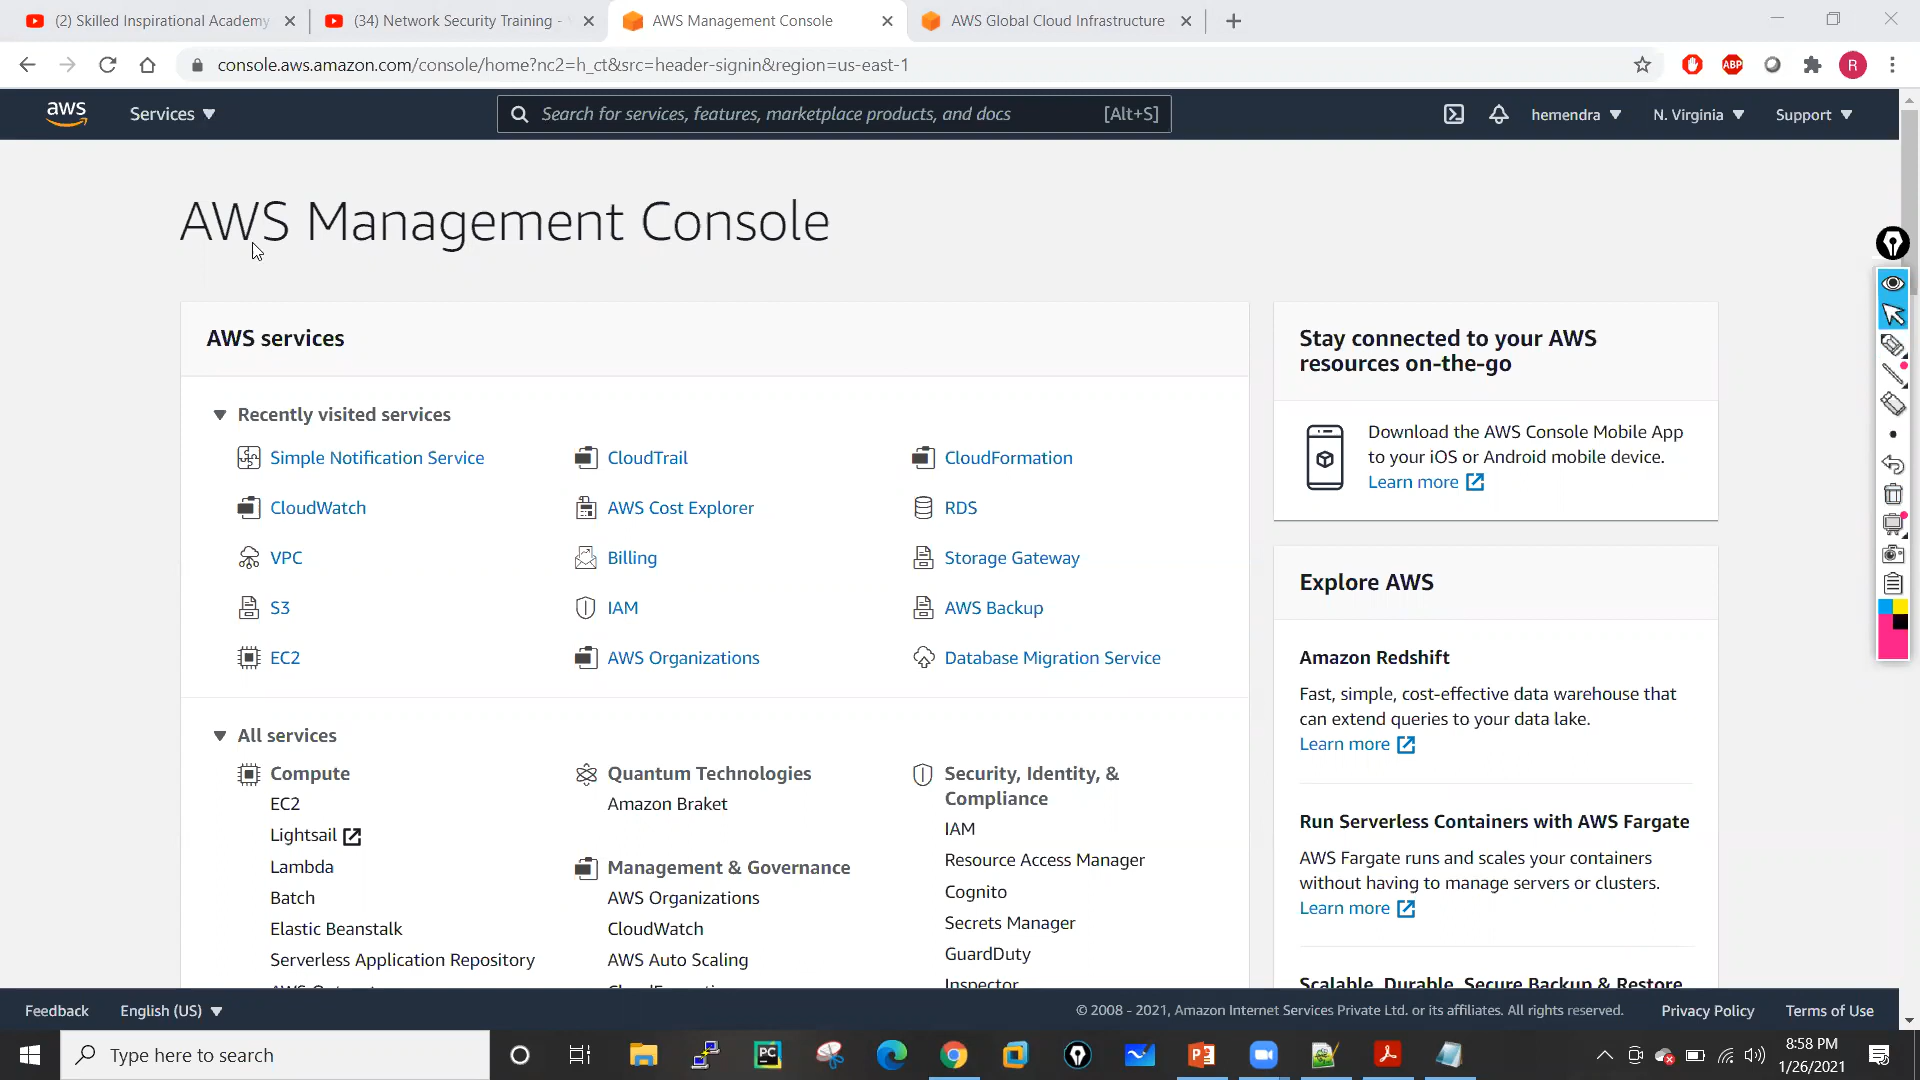 (2) Skilled Inspirational Academy
(34) Network Security Training -
AWS Management Console
AWS Global Cloud Infrastructure
console.aws.amazon.com/console/home?nc2=h_ct&src=header-signin&region=us-east-1
ABP
R
aws
Services
Search for services, features, marketplace products, and docs
[Alt+S]
hemendra
N. Virginia
Support
AWS Management Console
AWS services
Recently visited services
Simple Notification Service
CloudTrail
CloudFormation
CloudWatch
AWS Cost Explorer
RDS
VPC
Billing
Storage Gateway
S3
IAM
AWS Backup
EC2
AWS Organizations
Database Migration Service
All services
Compute
EC2
Lightsail
Lambda
Batch
Elastic Beanstalk
Serverless Application Repository
Quantum Technologies
Amazon Braket
Management & Governance
AWS Organizations
CloudWatch
AWS Auto Scaling
Security, Identity, &
Compliance
IAM
Resource Access Manager
Cognito
Secrets Manager
GuardDuty
Inspector
Stay connected to your AWS
resources on-the-go
Download the AWS Console Mobile App
to your iOS or Android mobile device.
Learn more
Explore AWS
Amazon Redshift
Fast, simple, cost-effective data warehouse that
can extend queries to your data lake.
Learn more
Run Serverless Containers with AWS Fargate
AWS Fargate runs and scales your containers
without having to manage servers or clusters.
Learn more
Scalable, Durable, Secure Backup & Restore
Feedback
English (US)
© 2008 - 2021, Amazon Internet Services Private Ltd. or its affiliates. All rights reserved.
Privacy Policy
Terms of Use
Type here to search
PC
P
8:58 PM
1/26/2021